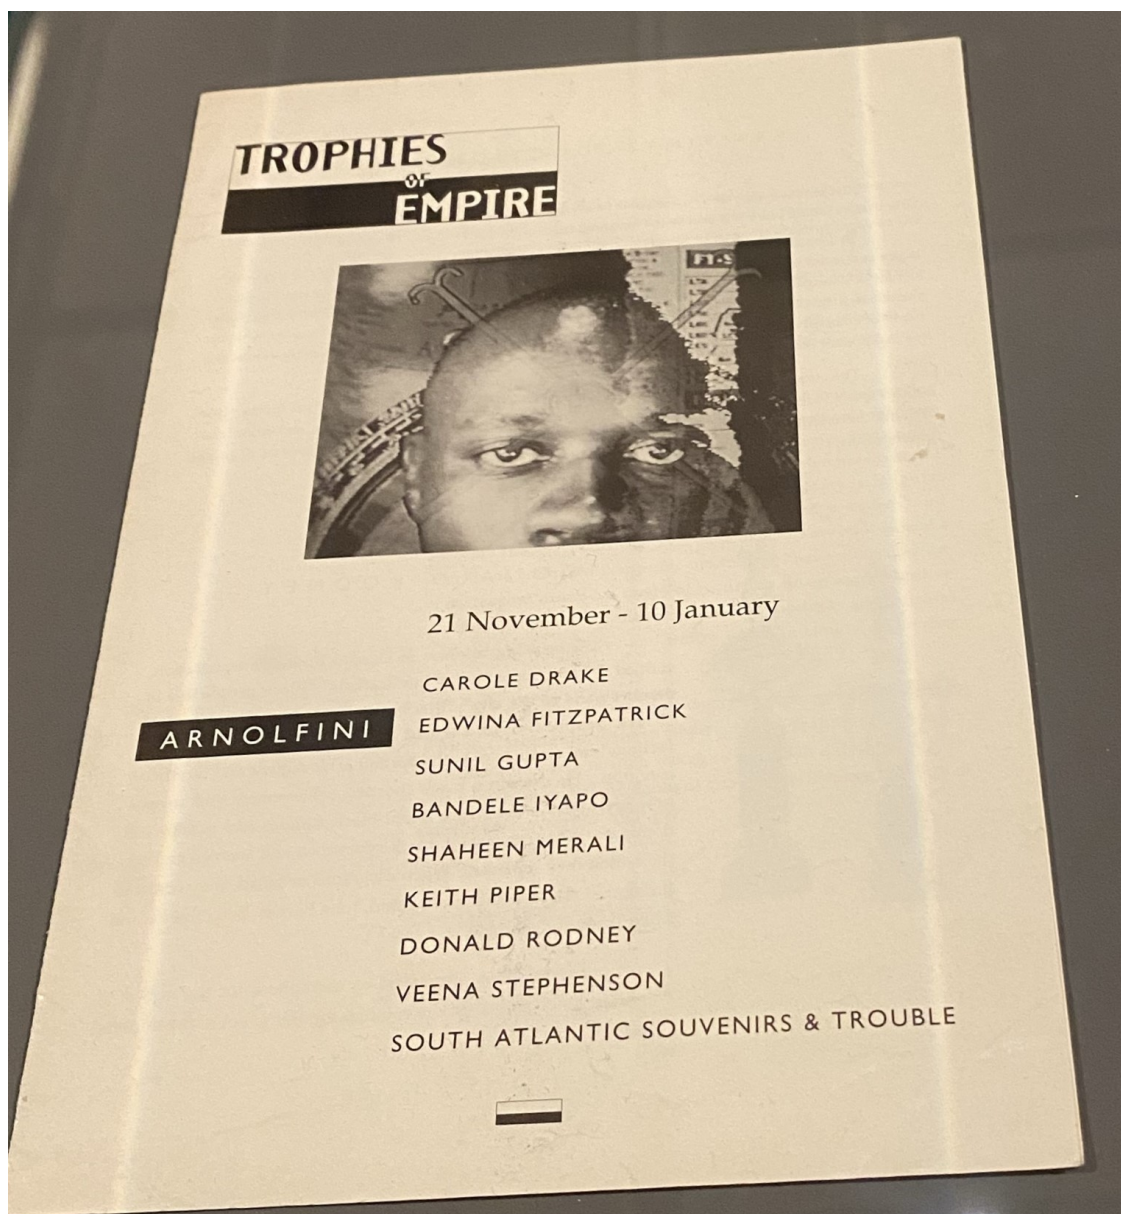 TROPHIES
OF
EMPIRE
21 November - 10 January
CAROLE DRAKE
ARNOLFINI
EDWINA FITZPATRICK
SUNIL GUPTA
BANDELE IYAPO
SHAHEEN MERALI
KEITH PIPER
DONALD RODNEY
VEENA STEPHENSON
SOUTH ATLANTIC SOUVENIRS & TROUBLE